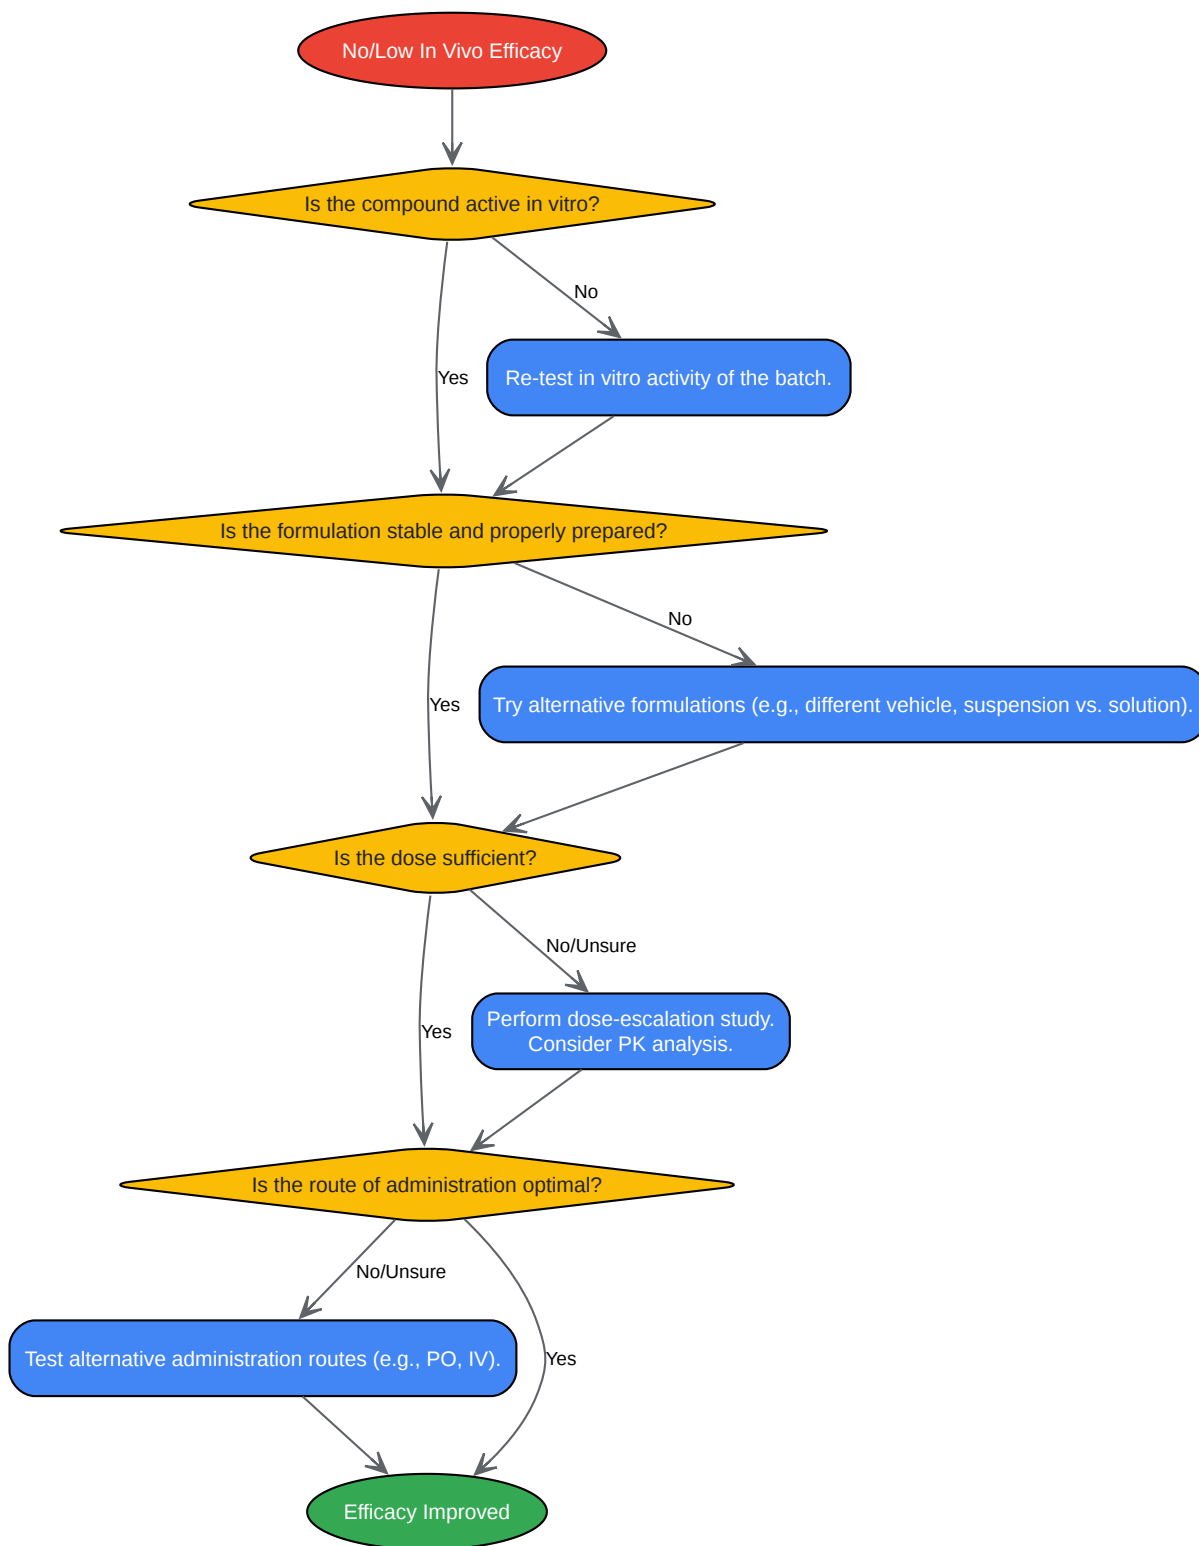 No/Low In Vivo Efficacy
Is the compound active in vitro?
No
Yes
Re-test in vitro activity of the batch.
Is the formulation stable and properly prepared?
No
Yes
Try alternative formulations (e.g., different vehicle, suspension vs. solution).
Is the dose sufficient?
No/Unsure
Yes
Perform dose-escalation study.
Consider PK analysis.
Is the route of administration optimal?
No/Unsure
Yes
Test alternative administration routes (e.g., PO, IV).
Efficacy Improved